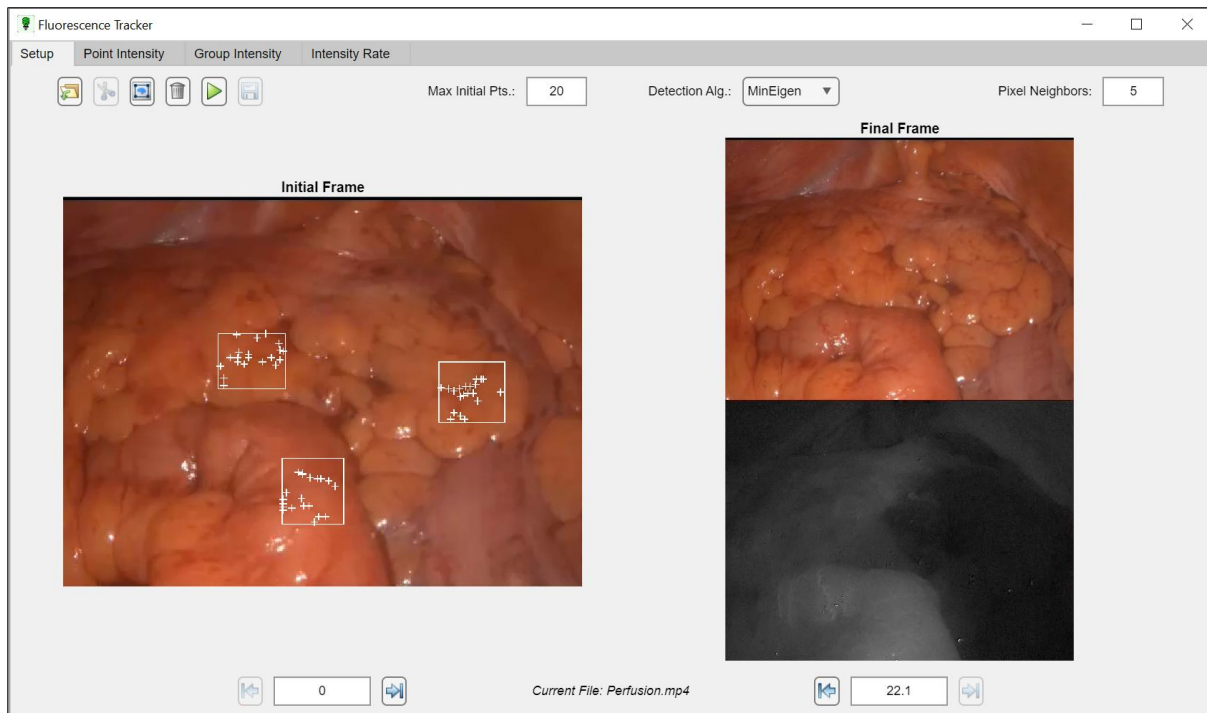 Fluorescence Tracker
Setup Point Intensity Group Intensity Intensity Rate
Max Initial Pts.: 20 Detection Alg.: MinEigen Pixel Neighbors: 5
Final Frame
Initial Frame
0 Current File: Perfusion.mp4 22.1